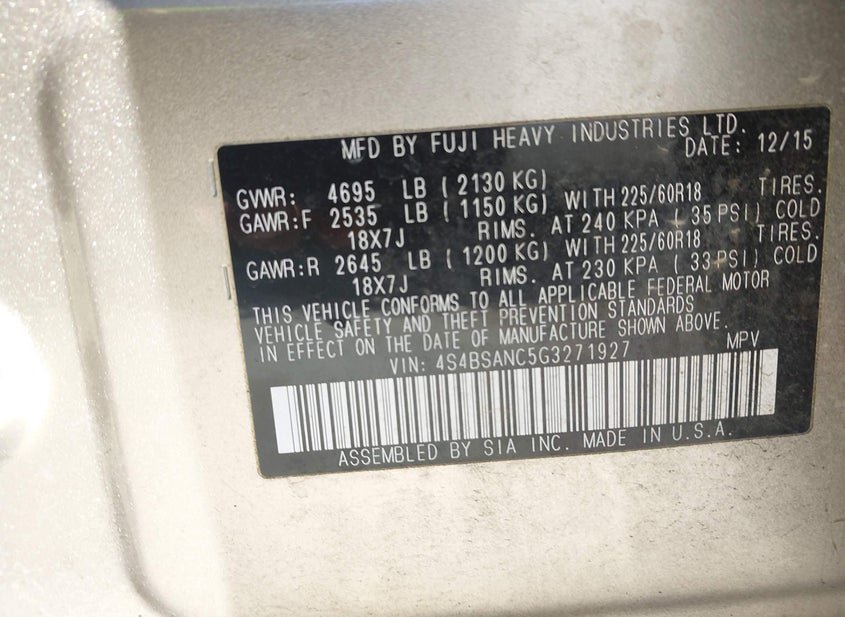 MFD BY FUJI HEAVY INDUSTRIES LTD.
DATE: 12/15
GVWR: 4695 LB ( 2130 KG)
GAWR:F 2535 LB ( 1150 KG) WITH 225/60R18 TIRES.
18X7J RIMS. AT 240 KPA ( 35 PSI) COLD
GAWR:R 2645 LB ( 1200 KG) WITH 225/60R18 TIRES.
18X7J RIMS. AT 230 KPA ( 33 PSI) COLD
THIS VEHICLE CONFORMS TO ALL APPLICABLE FEDERAL MOTOR
VEHICLE SAFETY AND THEFT PREVENTION STANDARDS
IN EFFECT ON THE DATE OF MANUFACTURE SHOWN ABOVE.
VIN: 4S4BSANC5G3271927 MPV
ASSEMBLED BY SIA INC. MADE IN U.S.A.